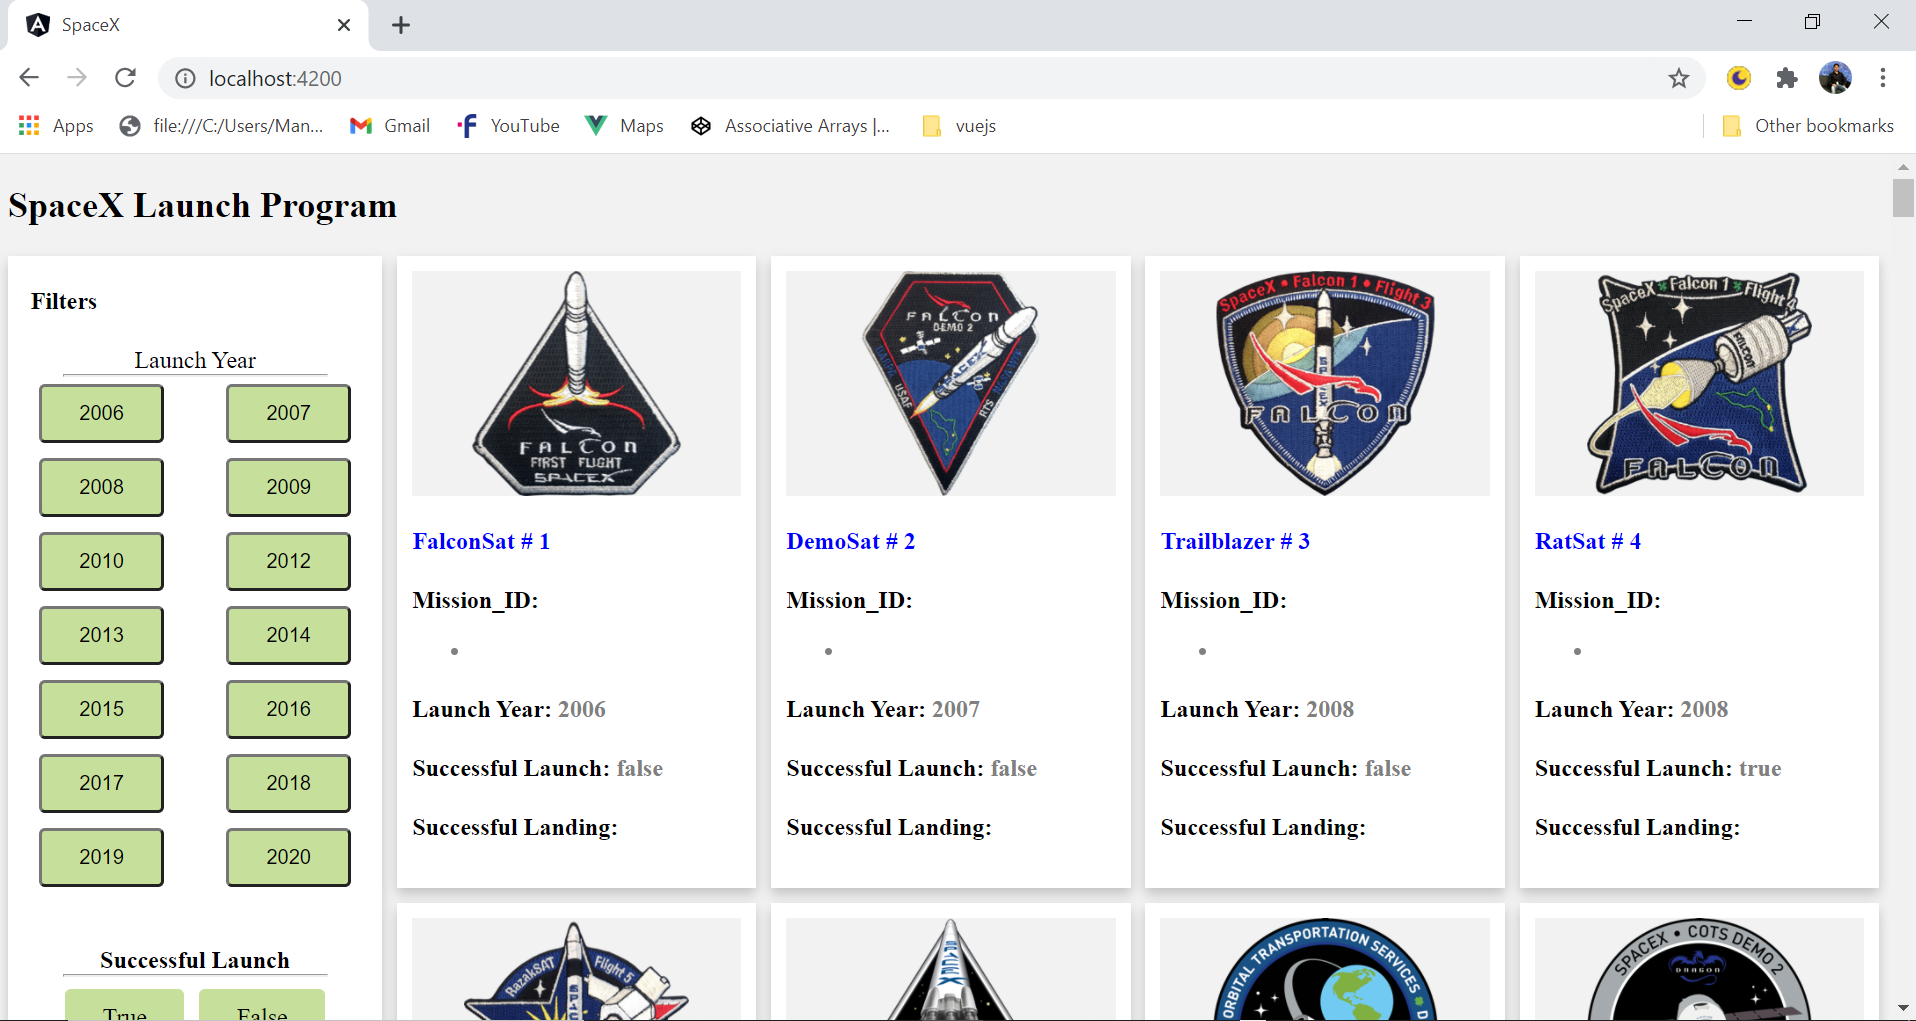 SpaceX
localhost:4200
Apps
file:///C:/Users/Man...
Gmail
YouTube
Maps
Associative Arrays |...
vuejs
Other bookmarks
SpaceX Launch Program
Filters
Launch Year
2006 2007
2008 2009
2010 2012
2013 2014
2015 2016
2017 2018
2019 2020
Successful Launch
True False
FALCON
FIRST FLIGHT
SPACEX
FalconSat # 1
Mission_ID:
Launch Year: 2006
Successful Launch: false
Successful Landing:
FALCON
DEMO 2
SPACEX
USAF
RTS
DemoSat # 2
Mission_ID:
Launch Year: 2007
Successful Launch: false
Successful Landing:
SpaceX • Falcon 1 • Flight 3
SPACEX
FALCON
Trailblazer # 3
Mission_ID:
Launch Year: 2008
Successful Launch: false
Successful Landing:
SpaceX Falcon 1 Flight 4
FALCON
FALCON
RatSat # 4
Mission_ID:
Launch Year: 2008
Successful Launch: true
Successful Landing:
RazakSAT Flight 5
SPACEX
ORBITAL TRANSPORTATION SERVICES
SPACEX • COTS DEMO 2
DRAGON